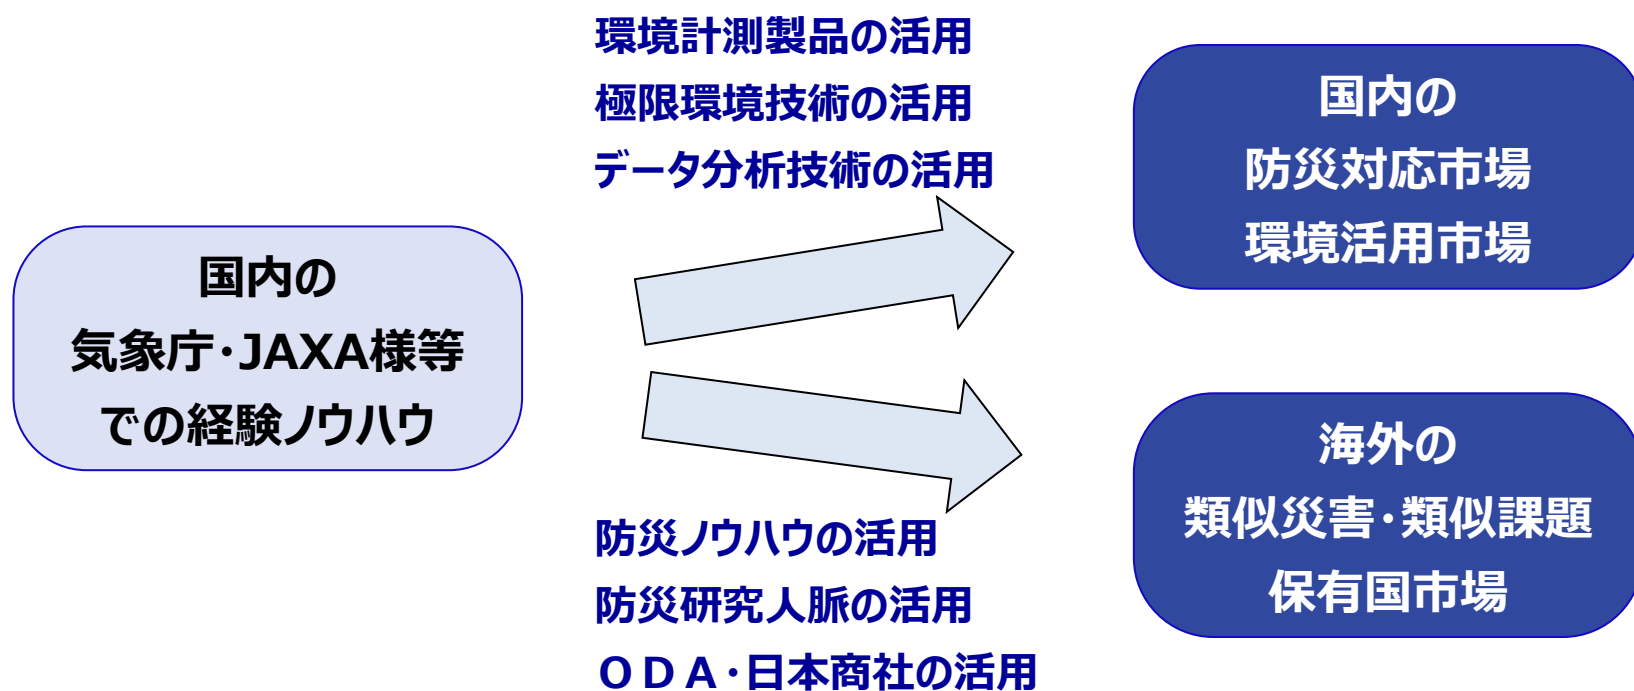 環境計測製品の活用
極限環境技術の活用
データ分析技術の活用
国内の
防災対応市場
環境活用市場
国内の
気象庁・JAXA様等
での経験ノウハウ
海外の
類似災害・類似課題
保有国市場
防災ノウハウの活用
防災研究人脈の活用
ＯＤＡ・日本商社の活用